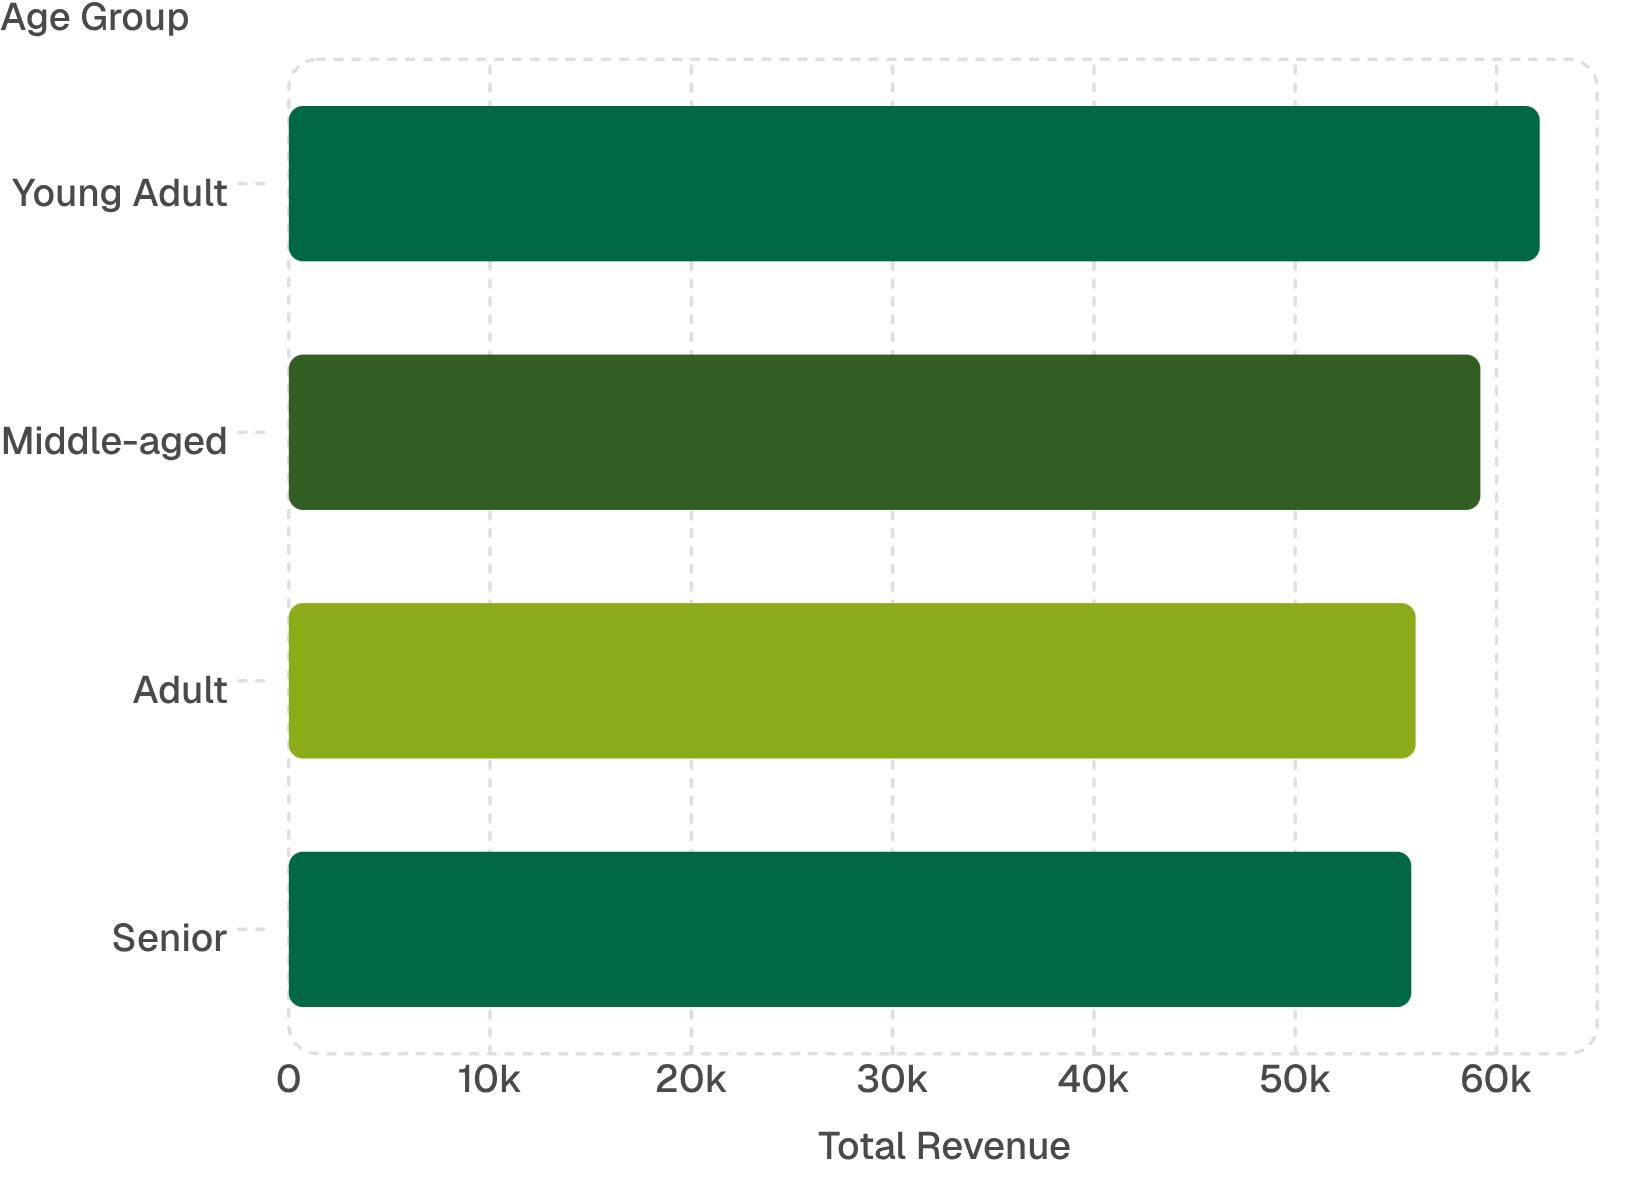 Age Group
Young Adult
Middle-aged
Adult
Senior
0 10k 20k 30k 40k 50k 60k
Total Revenue